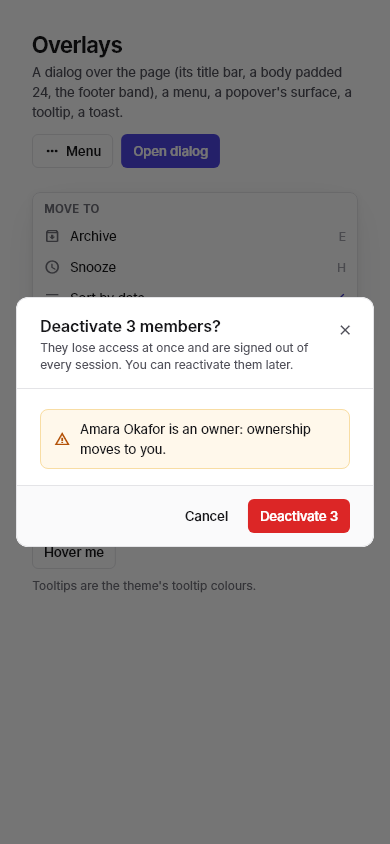 Overlays
A dialog over the page (its title bar, a body padded
24, the footer band), a menu, a popover's surface, a
tooltip, a toast.
Menu
Open dialog
MOVE TO
Archive E
Snooze H
Sort by date
Deactivate 3 members?
They lose access at once and are signed out of
every session. You can reactivate them later.
Amara Okafor is an owner: ownership
moves to you.
Cancel
Deactivate 3
Hover me
Tooltips are the theme's tooltip colours.